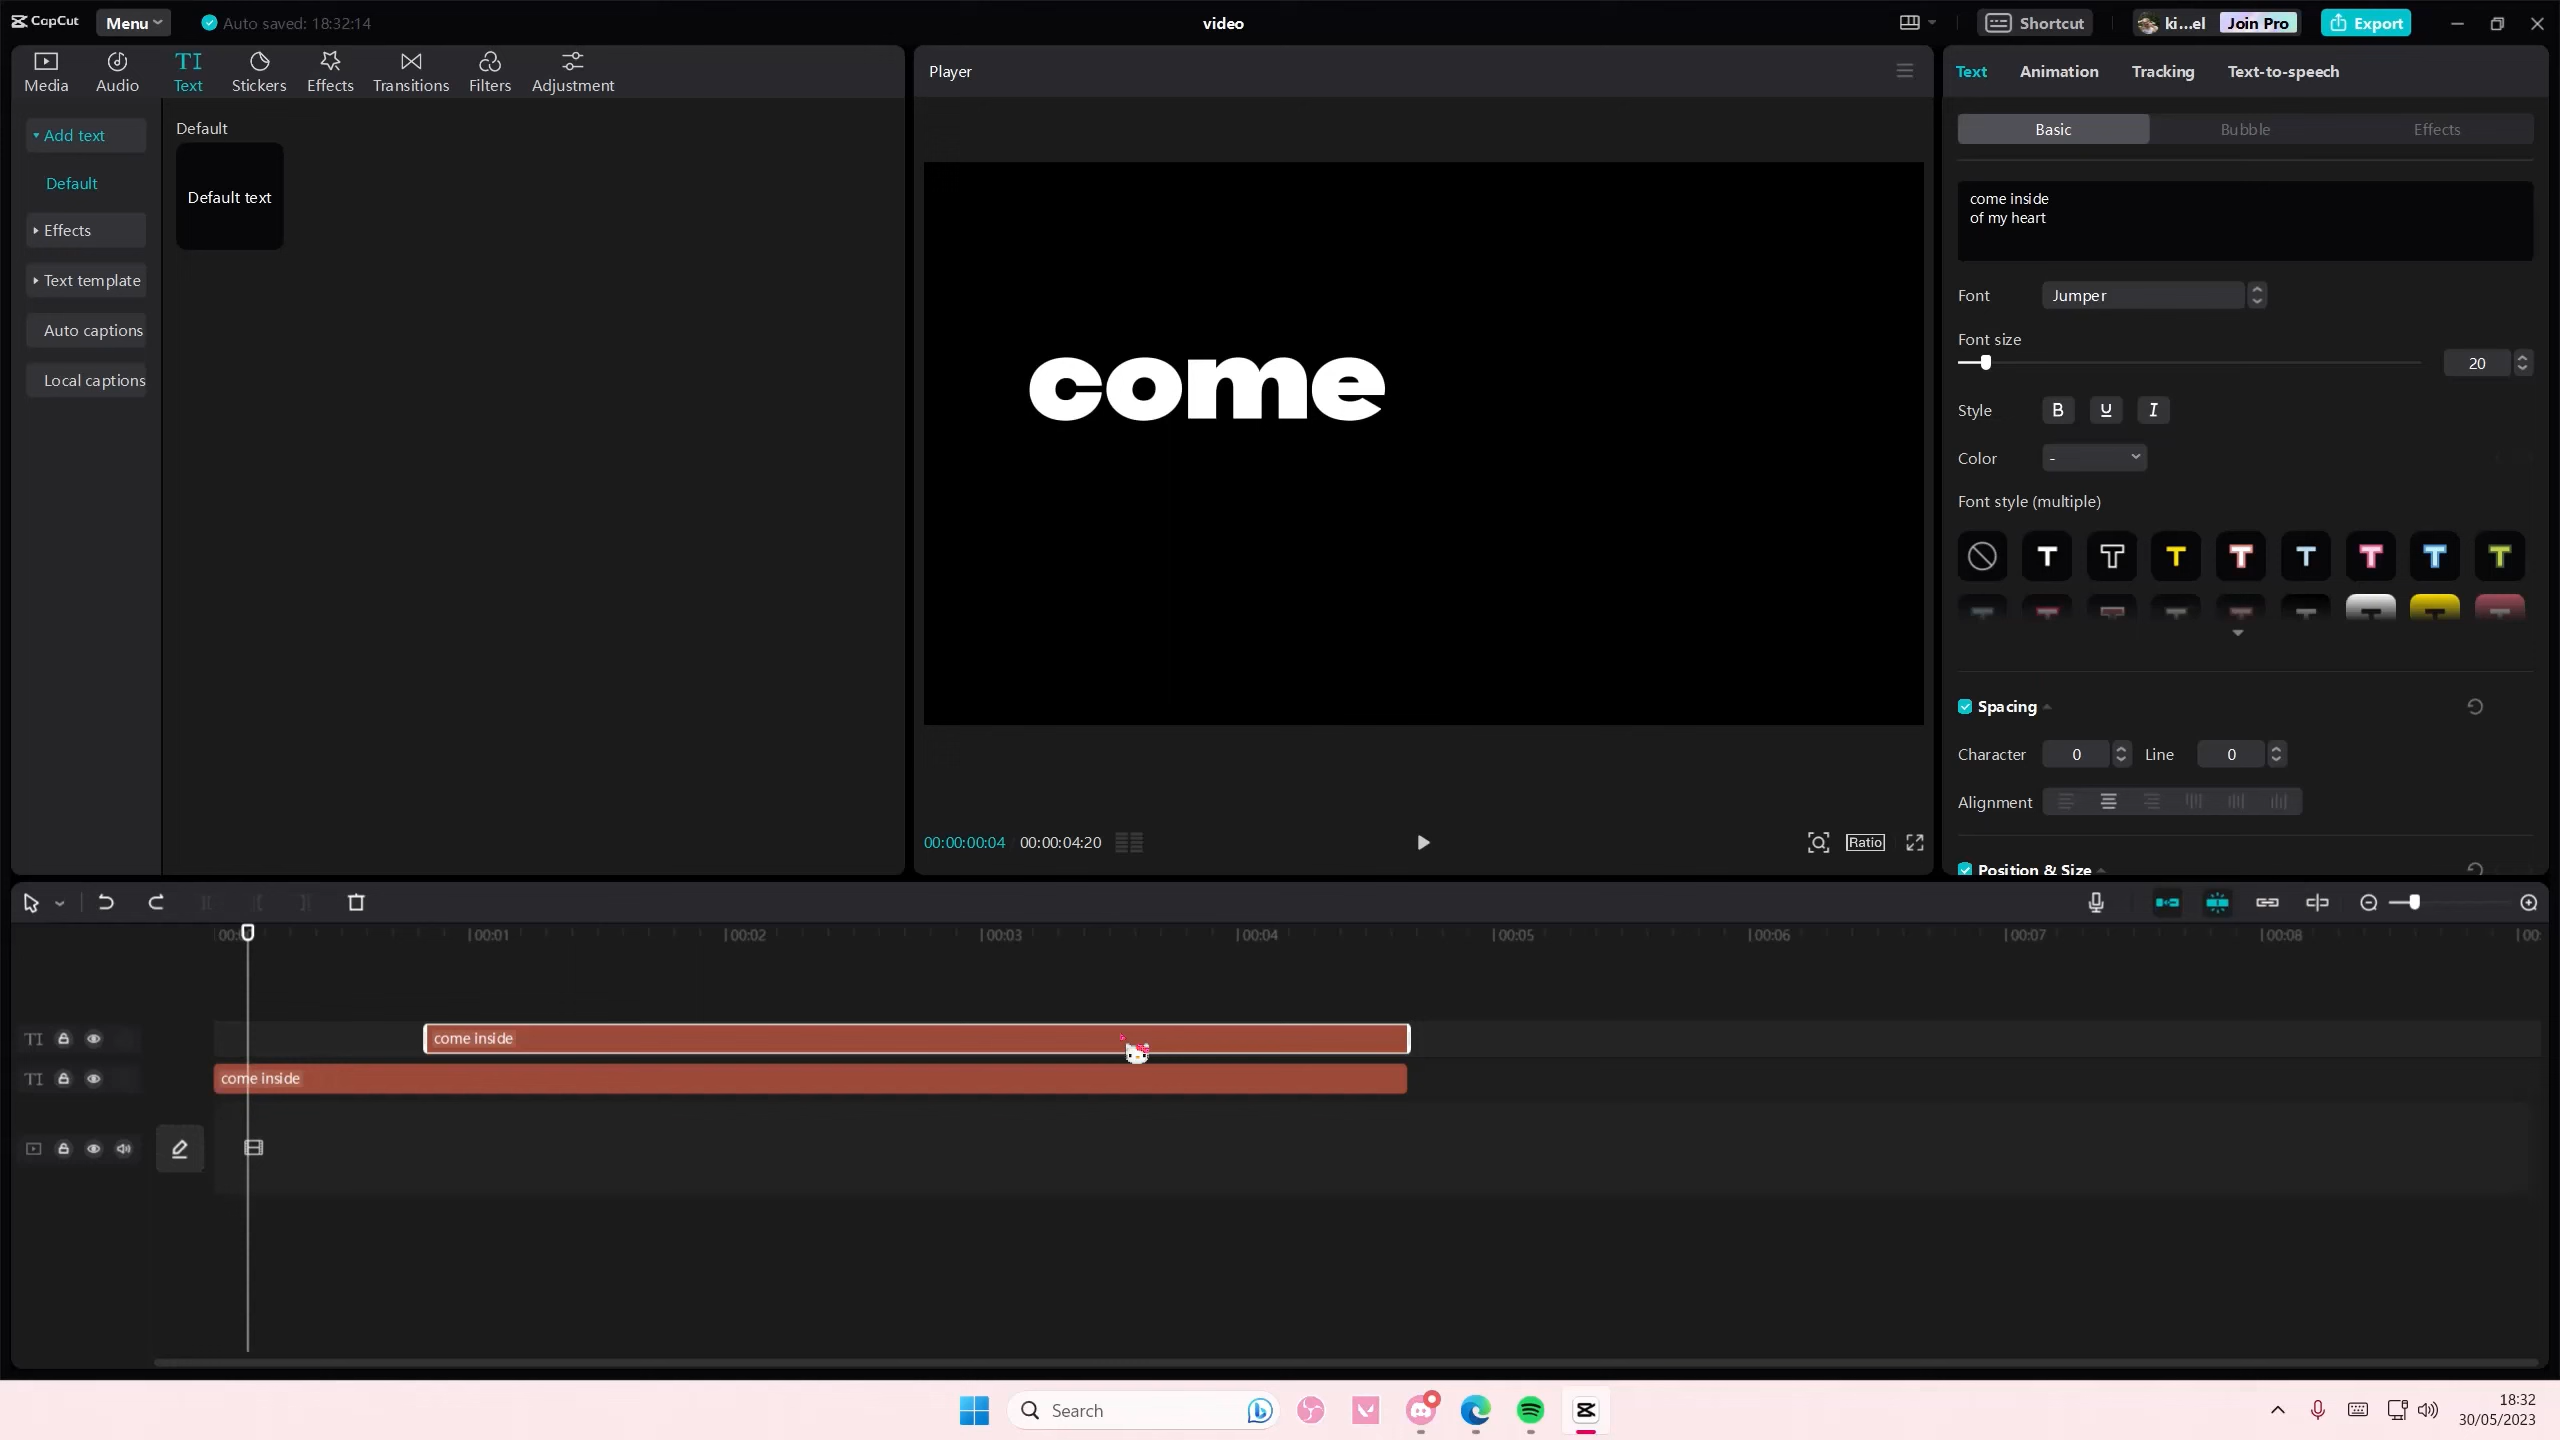 CapCut
Menu
Auto saved: 18:32:14
video
Shortcut
ki...el
Join Pro
Export
Media
Audio
TI
Text
Stickers
Effects
Transitions
Filters
Adjustment
Add text
Default
Effects
Text template
Auto captions
Local captions
Default
Default text
Player
come
00:00:00:04
00:00:04:20
Ratio
Text
Animation
Tracking
Text-to-speech
Basic
Bubble
Effects
come inside
of my heart
Font
Jumper
Font size
20
Style
B
U
I
Color
-
Font style (multiple)
T T T T T T T T
Spacing
Character
0
Line
0
Alignment
Position & Size
00:01
00:02
00:03
00:04
00:05
00:06
00:07
00:08
00:
TI
come inside
TI
come inside
Search
18:32
30/05/2023